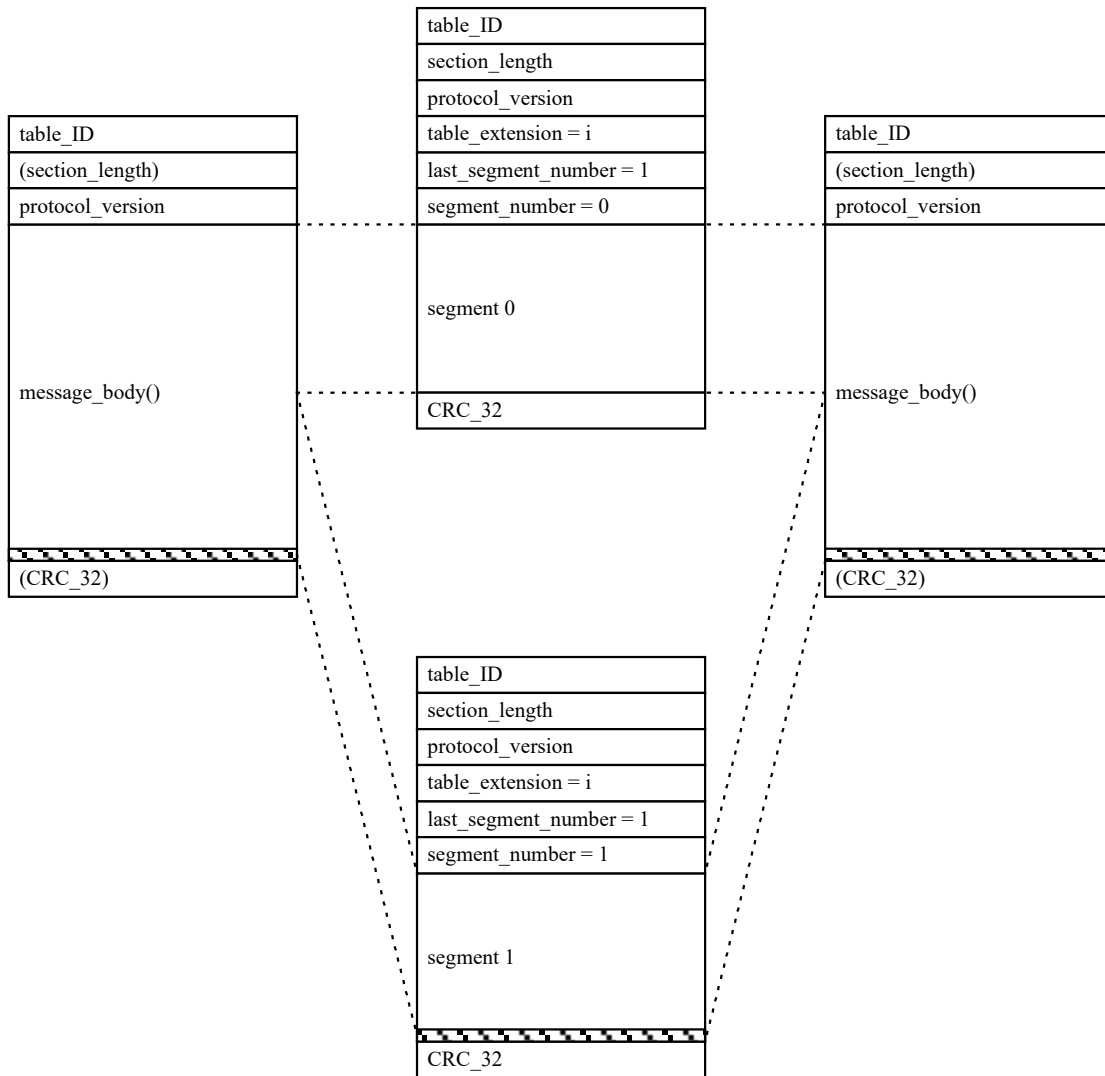 table_ID
(section_length)
protocol_version
message_body()
(CRC_32)
table_ID
section_length
protocol_version
table_extension = i
last_segment_number = 1
segment_number = 0
segment 0
CRC_32
table_ID
section_length
protocol_version
table_extension = i
last_segment_number = 1
segment_number = 1
segment 1
CRC_32
table_ID
(section_length)
protocol_version
message_body()
(CRC_32)